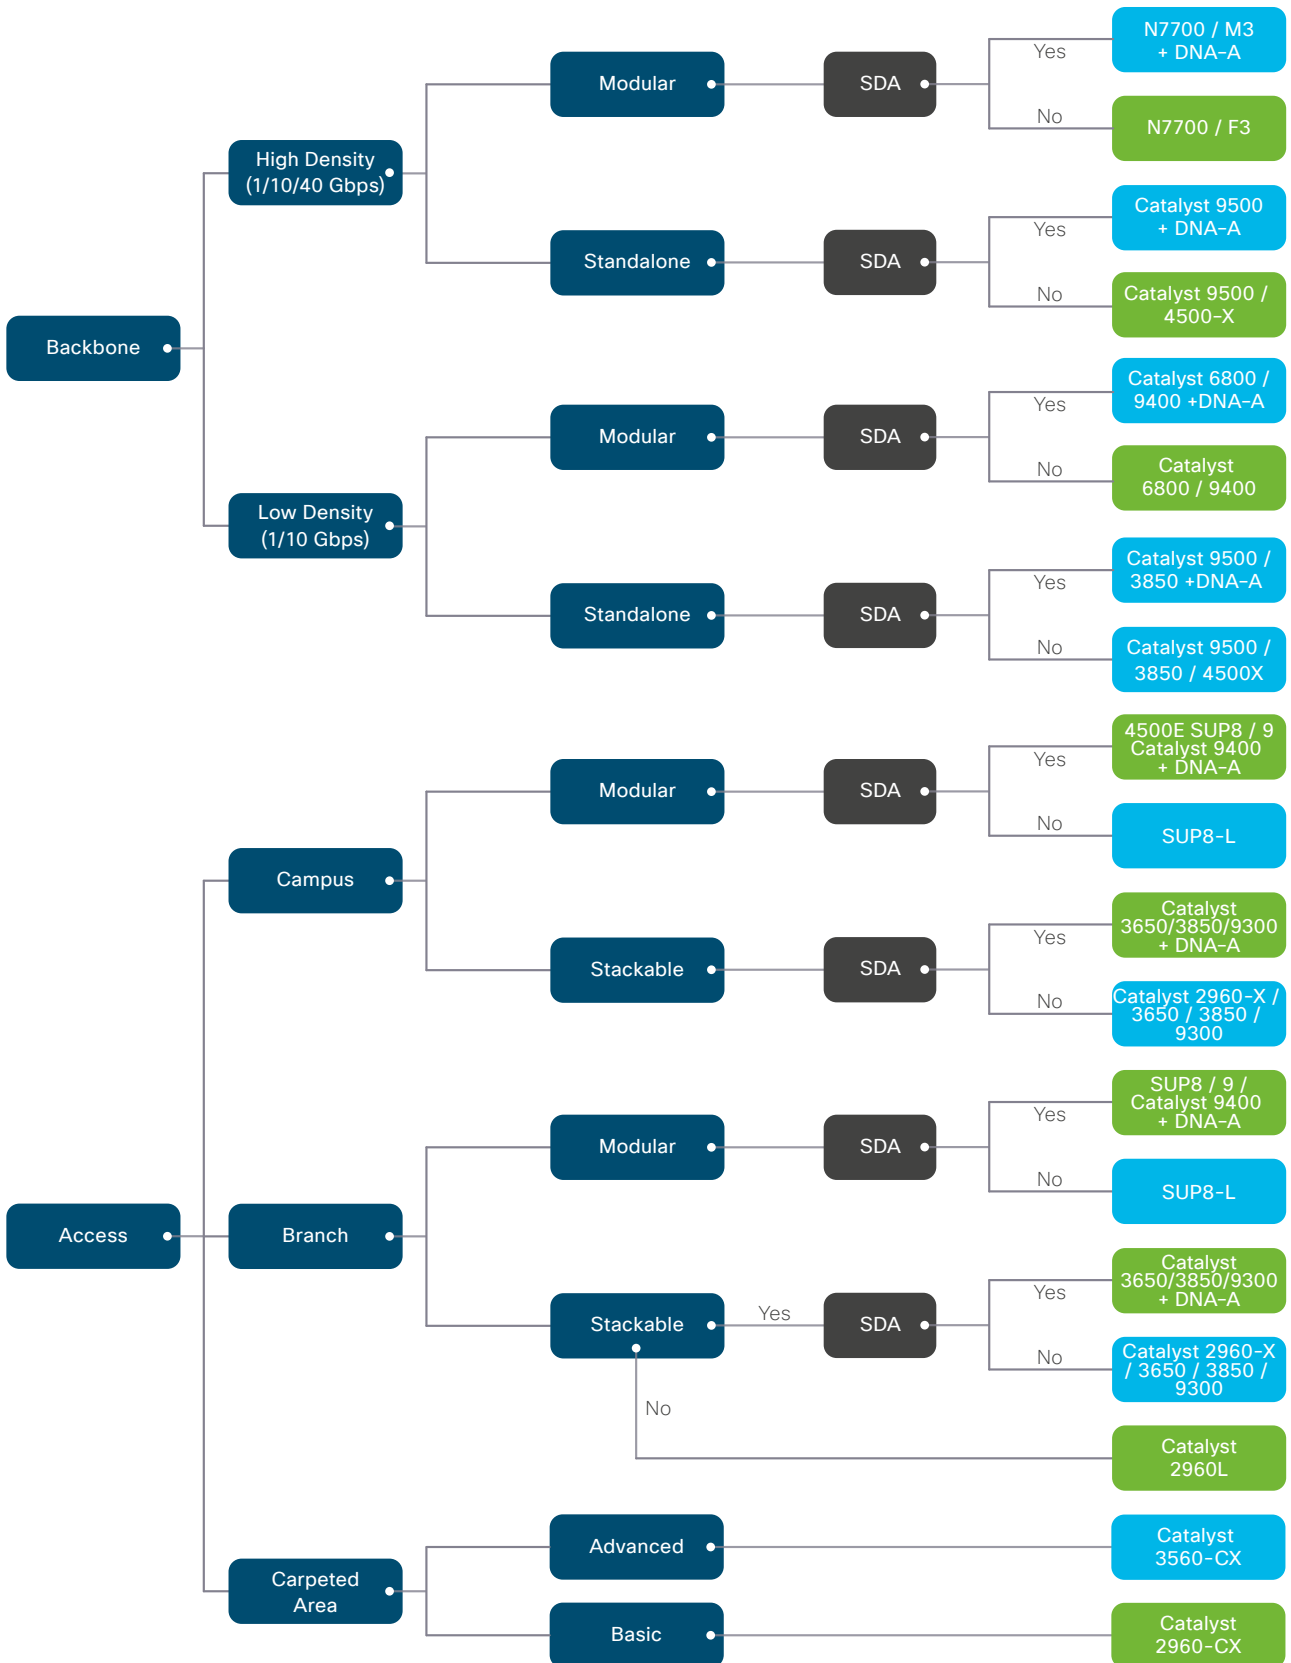 Backbone
High Density
(1/10/40 Gbps)
Modular
SDA
Yes
N7700 / M3
+ DNA-A
No
N7700 / F3
Standalone
SDA
Yes
Catalyst 9500
+ DNA-A
No
Catalyst 9500 /
4500-X
Low Density
(1/10 Gbps)
Modular
SDA
Yes
Catalyst 6800 /
9400 +DNA-A
No
Catalyst
6800 / 9400
Standalone
SDA
Yes
Catalyst 9500 /
3850 +DNA-A
No
Catalyst 9500 /
3850 / 4500X
Access
Campus
Modular
SDA
Yes
4500E SUP8 / 9
Catalyst 9400
+ DNA-A
No
SUP8-L
Stackable
SDA
Yes
Catalyst
3650/3850/9300
+ DNA-A
No
Catalyst 2960-X /
3650 / 3850 /
9300
Branch
Modular
SDA
Yes
SUP8 / 9 /
Catalyst 9400
+ DNA-A
No
SUP8-L
Stackable
Yes
SDA
Yes
Catalyst
3650/3850/9300
+ DNA-A
No
Catalyst 2960-X
/ 3650 / 3850 /
9300
No
Catalyst
2960L
Carpeted
Area
Advanced
Catalyst
3560-CX
Basic
Catalyst
2960-CX